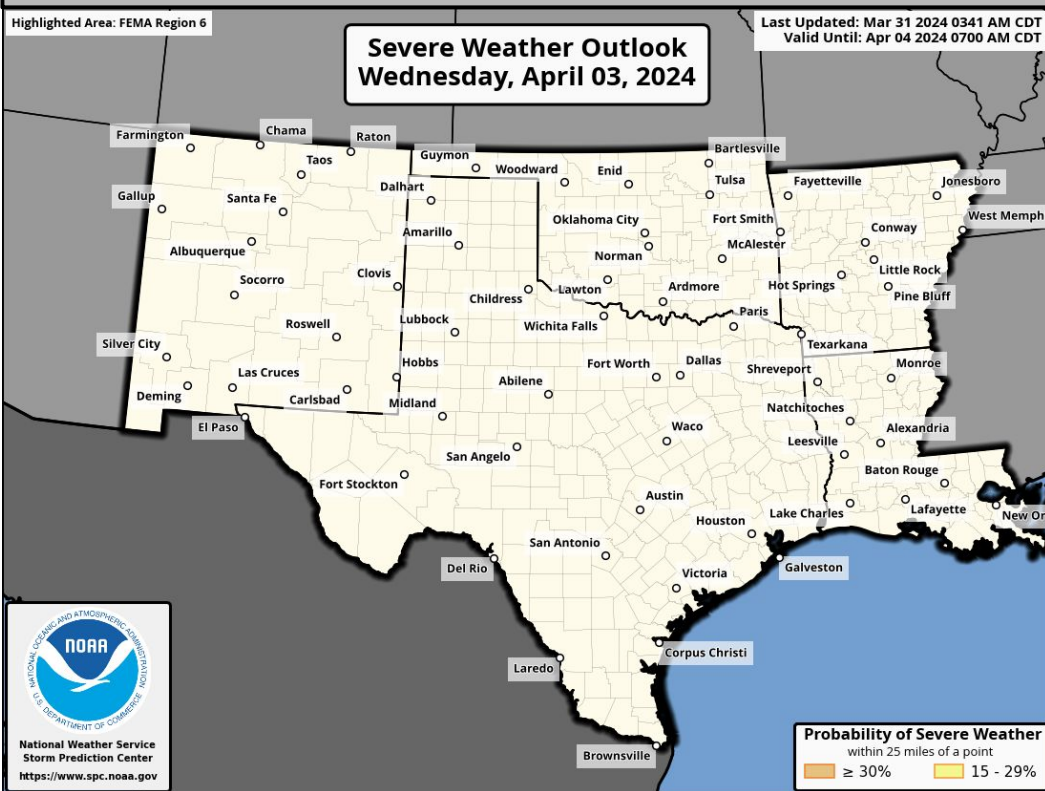 Highlighted Area: FEMA Region 6
Last Updated: Mar 31 2024 0341 AM CDT
Valid Until: Apr 04 2024 0700 AM CDT
Severe Weather Outlook
Wednesday, April 03, 2024
Farmington
Chama
Raton
Taos
Guymon
Woodward
Enid
Bartlesville
Tulsa
Fayetteville
Jonesboro
Gallup
Santa Fe
Dalhart
Oklahoma City
Fort Smith
West Memph
Albuquerque
Amarillo
Norman
McAlester
Conway
Socorro
Clovis
Childress
Lawton
Ardmore
Hot Springs
Little Rock
Pine Bluff
Roswell
Lubbock
Wichita Falls
Paris
Texarkana
Silver City
Las Cruces
Hobbs
Fort Worth
Dallas
Shreveport
Monroe
Deming
Carlsbad
Midland
Abilene
Natchitoches
El Paso
San Angelo
Waco
Leesville
Alexandria
Fort Stockton
Austin
Baton Rouge
Houston
Lake Charles
Lafayette
New Or
Del Rio
San Antonio
Victoria
Galveston
Laredo
Corpus Christi
Brownsville
NATIONAL OCEANIC AND ATMOSPHERIC ADMINISTRATION
NOAA
U.S. DEPARTMENT OF COMMERCE
National Weather Service
Storm Prediction Center
https://www.spc.noaa.gov
Probability of Severe Weather
within 25 miles of a point
≥ 30%
15 - 29%